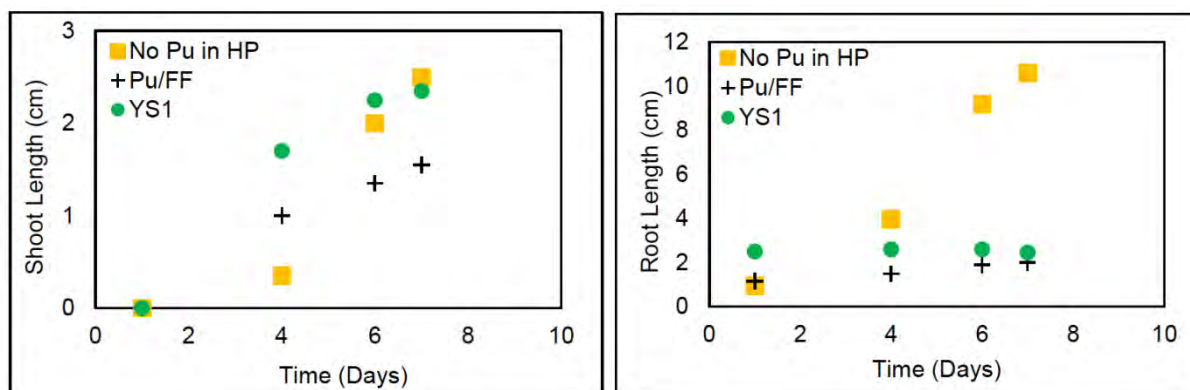 Shoot Length (cm)
3
2
1
0
No Pu in HP
Pu/FF
YS1
0 2 4 6 8 10
Time (Days)
Root Length (cm)
12
10
8
6
4
2
0
No Pu in HP
Pu/FF
YS1
0 2 4 6 8 10
Time (Days)